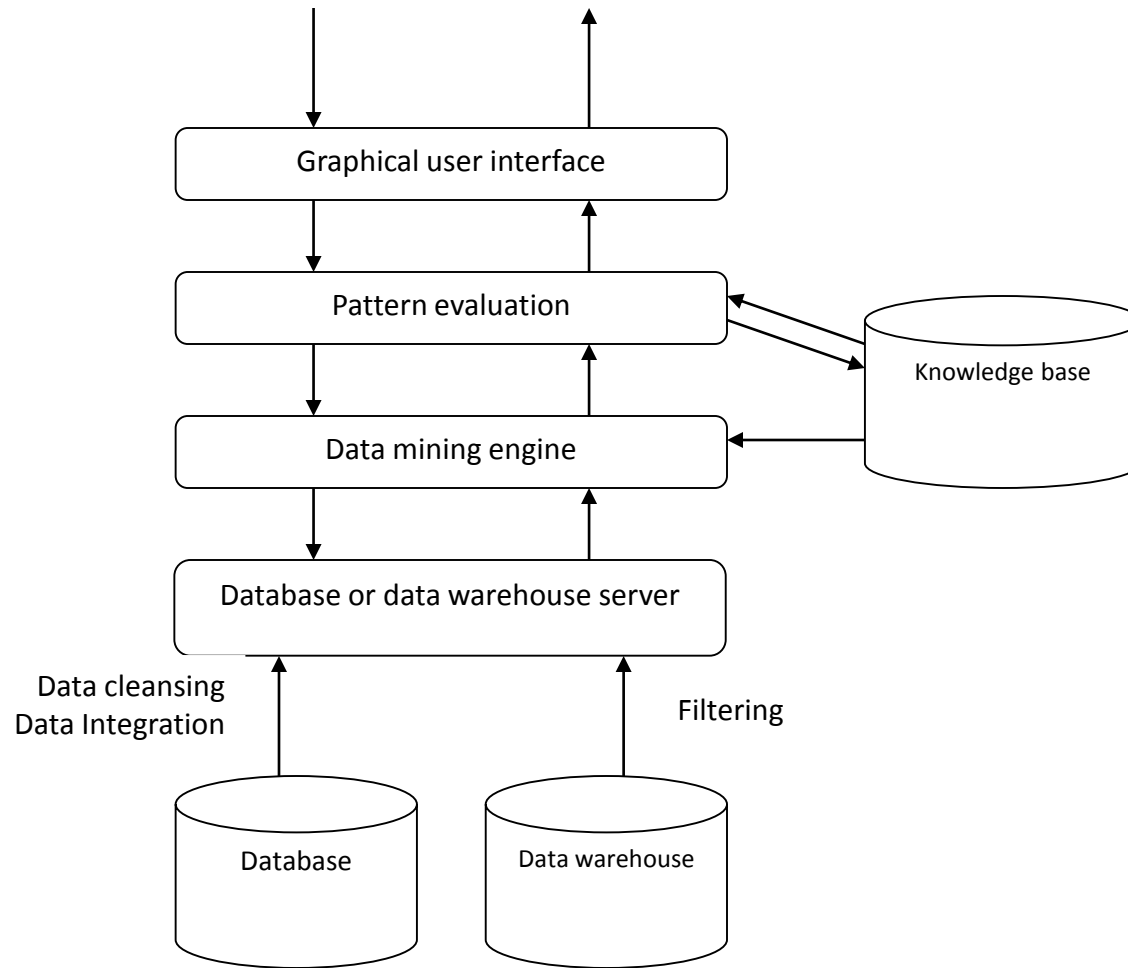 Graphical user interface
Pattern evaluation
Knowledge base
Data mining engine
Database or data warehouse server
Data cleansing
Data Integration
Filtering
Database
Data warehouse